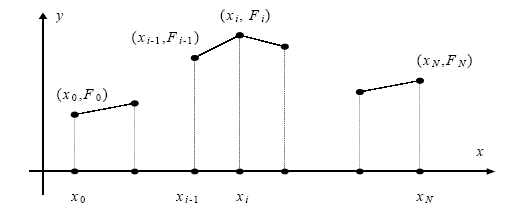 y
(x_i, F_i)
(x_{i-1},F_{i-1})
(x_N,F_N)
(x_0,F_0)
x
x_0 x_{i-1} x_i x_N